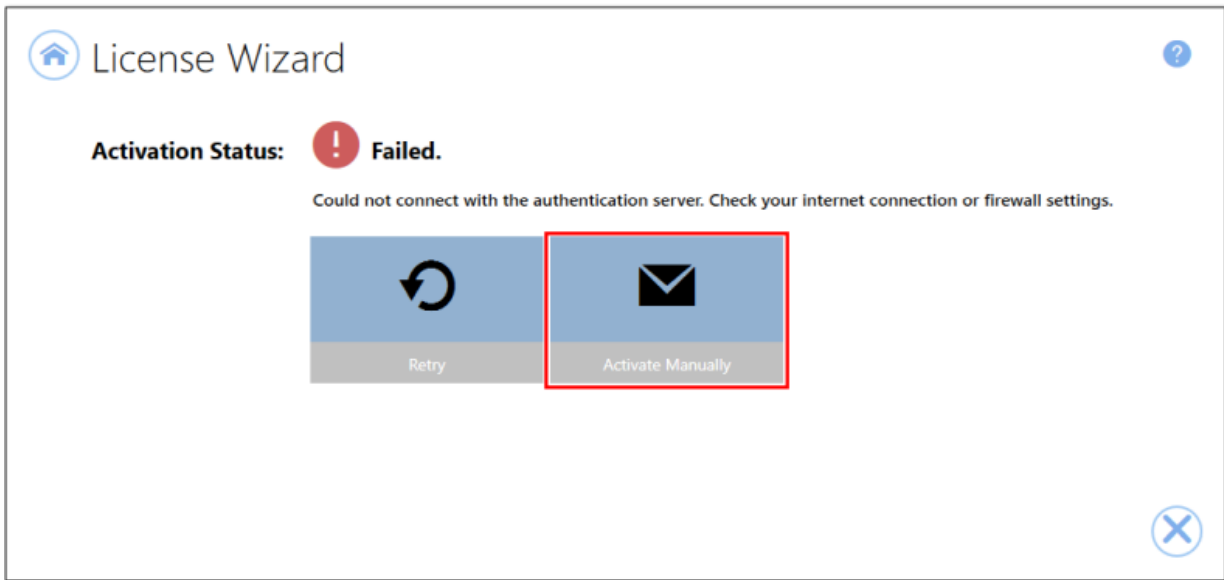 License Wizard
?
Activation Status: ! Failed.
Could not connect with the authentication server. Check your internet connection or firewall settings.
Retry Activate Manually